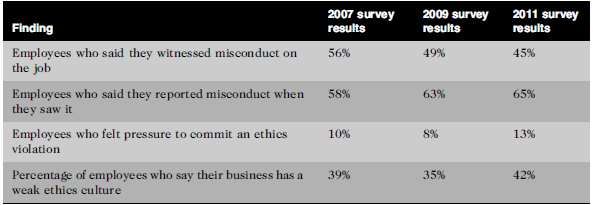 Finding 2007 survey results 2009 survey results 2011 survey results
Employees who said they witnessed misconduct on the job 56% 49% 45%
Employees who said they reported misconduct when they saw it 58% 63% 65%
Employees who felt pressure to commit an ethics violation 10% 8% 13%
Percentage of employees who say their business has a weak ethics culture 39% 35% 42%